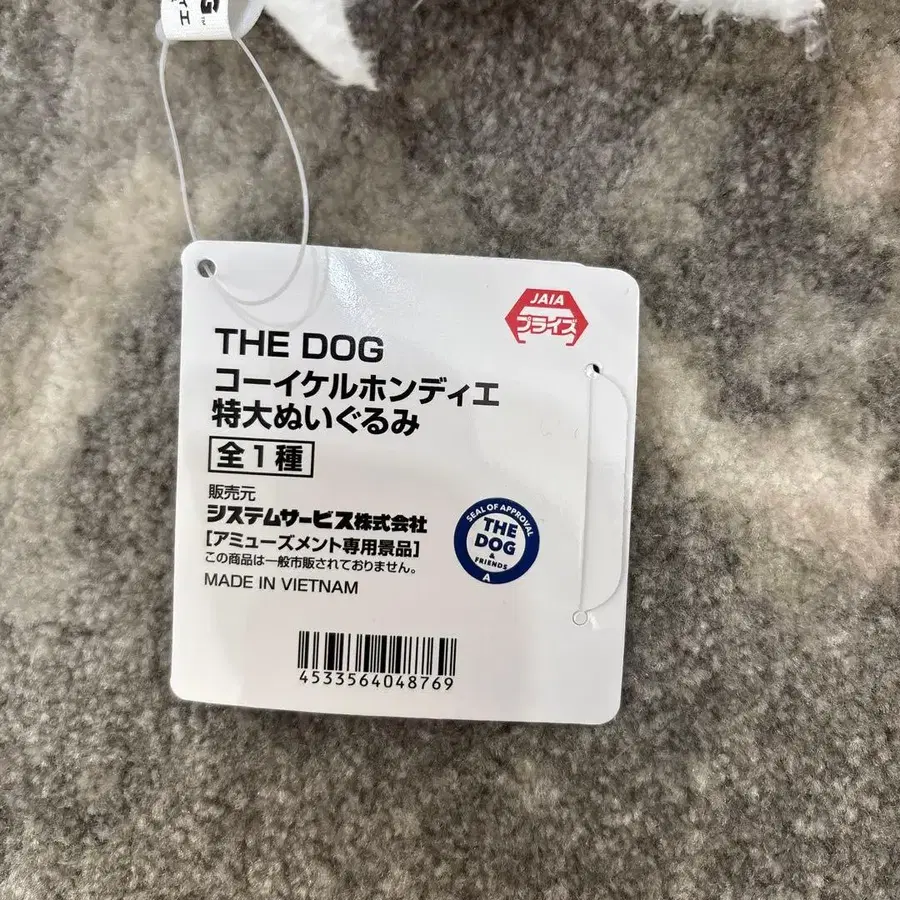 JAIA
プライズ
THE DOG
コーイケルホンディエ
特大ぬいぐるみ
全1種
販売元
システムサービス株式会社
[アミューズメント専用景品]
この商品は一般市販されておりません。
MADE IN VIETNAM
SEAL OF APPROVAL
THE
DOG
&
FRIENDS
A
4533564048769